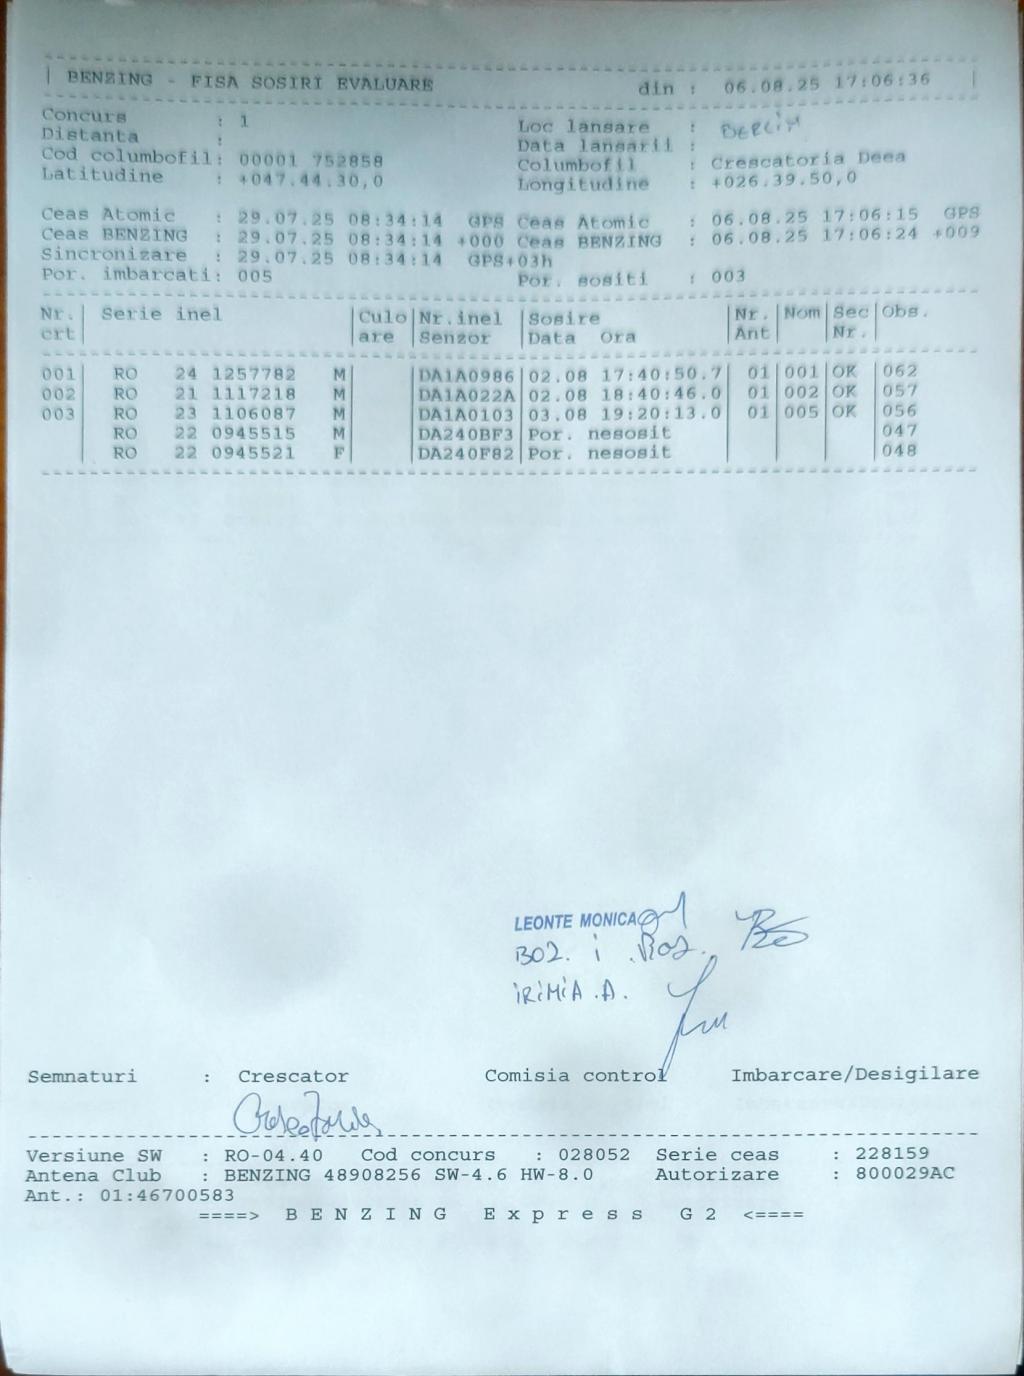 | BENZING - FISA SOSIRI EVALUARE din : 06.08.25 17:06:36 |
Concurs : 1 Loc lansare : BERLIN
Distanta : Data lansarii :
Cod columbofil: 00001 752858 Columbofil : Crescatoria Deea
Latitudine : +047.44.30,0 Longitudine : +026.39.50,0
Ceas Atomic : 29.07.25 08:34:14 GPS Ceas Atomic : 06.08.25 17:06:15 GPS
Ceas BENZING : 29.07.25 08:34:14 +000 Ceas BENZING : 06.08.25 17:06:24 +009
Sincronizare : 29.07.25 08:34:14 GPS+03h
Por. imbarcati: 005 Por. sositi : 003
Nr. | Serie inel | Culo | Nr.inel | Sosire | Nr. | Nom | Sec | Obs.
crt | | are | Senzor | Data Ora | Ant | | Nr. |
001 | RO 24 1257782 M | | DA1A0986 | 02.08 17:40:50.7 | 01 | 001 | OK | 062
002 | RO 21 1117218 M | | DA1A022A | 02.08 18:40:46.0 | 01 | 002 | OK | 057
003 | RO 23 1106087 M | | DA1A0103 | 03.08 19:20:13.0 | 01 | 005 | OK | 056
| RO 22 0945515 M | | DA240BF3 | Por. nesosit | | | | 047
| RO 22 0945521 F | | DA240F82 | Por. nesosit | | | | 048
LEONTE MONICA
BOZ. i
IRIMIA .A.
Semnaturi : Crescator Comisia control Imbarcare/Desigilare
Versiune SW : RO-04.40 Cod concurs : 028052 Serie ceas : 228159
Antena Club : BENZING 48908256 SW-4.6 HW-8.0 Autorizare : 800029AC
Ant.: 01:46700583
====> B E N Z I N G E x p r e s s G 2 <====